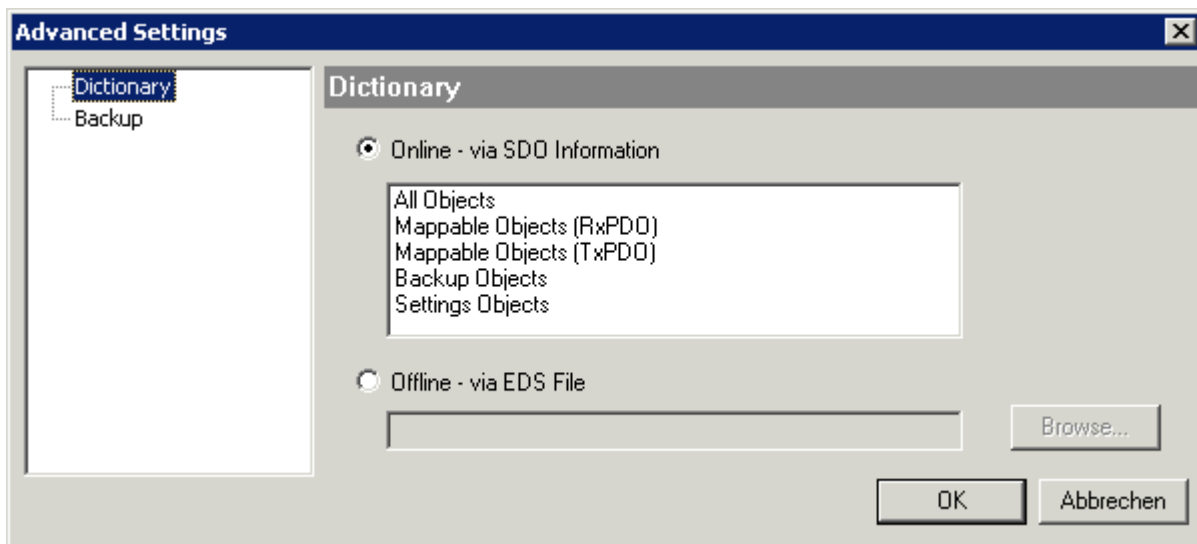 Advanced Settings
Dictionary
Backup
Dictionary
Online - via SDO Information
All Objects
Mappable Objects (RxPDO)
Mappable Objects (TxPDO)
Backup Objects
Settings Objects
Offline - via EDS File
Browse...
OK
Abbrechen